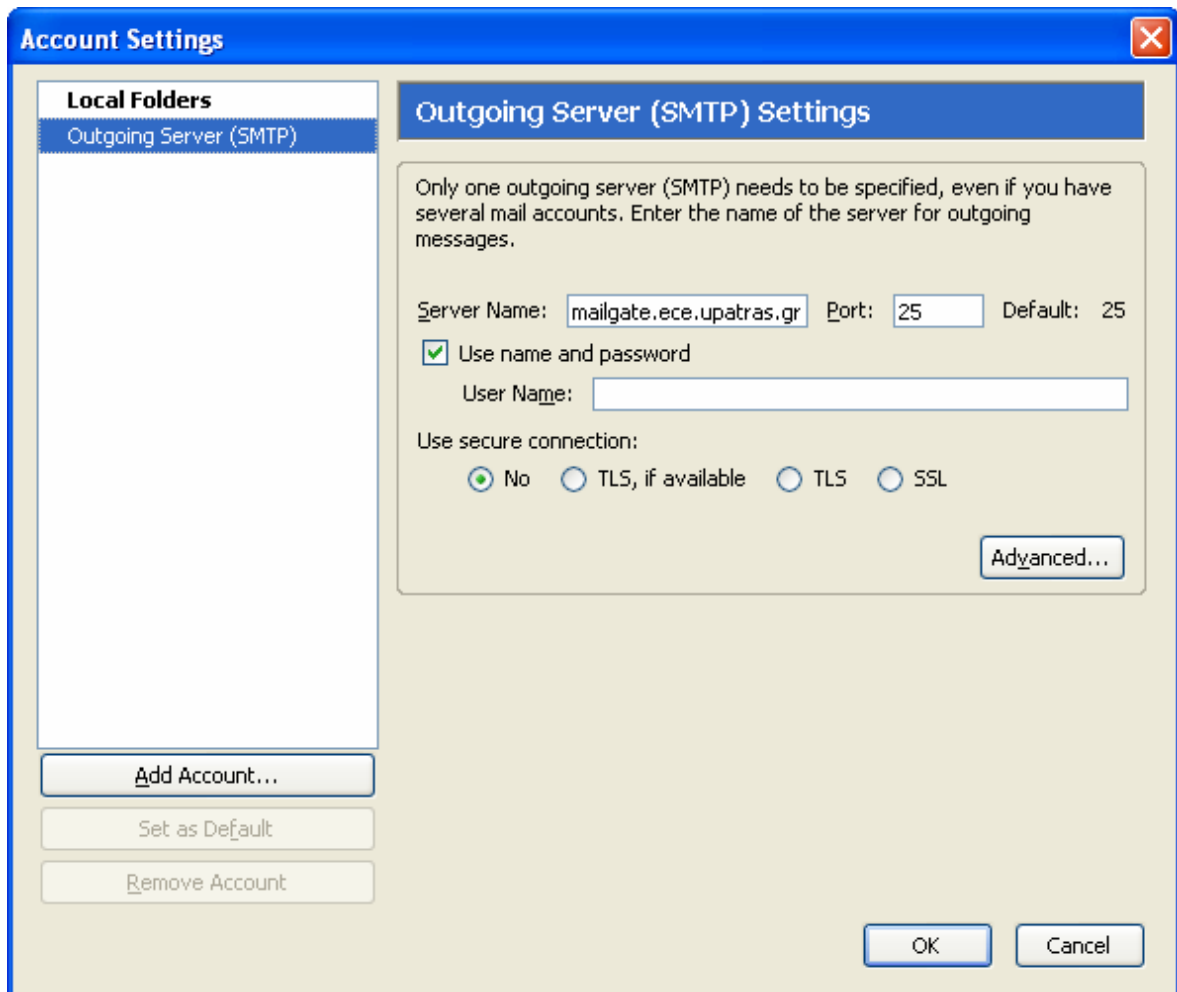 Account Settings
Local Folders
Outgoing Server (SMTP)
Outgoing Server (SMTP) Settings
Only one outgoing server (SMTP) needs to be specified, even if you have
several mail accounts. Enter the name of the server for outgoing
messages.
Server Name: mailgate.ece.upatras.gr Port: 25 Default: 25
Use name and password
User Name:
Use secure connection:
No TLS, if available TLS SSL
Advanced...
Add Account...
Set as Default
Remove Account
OK Cancel